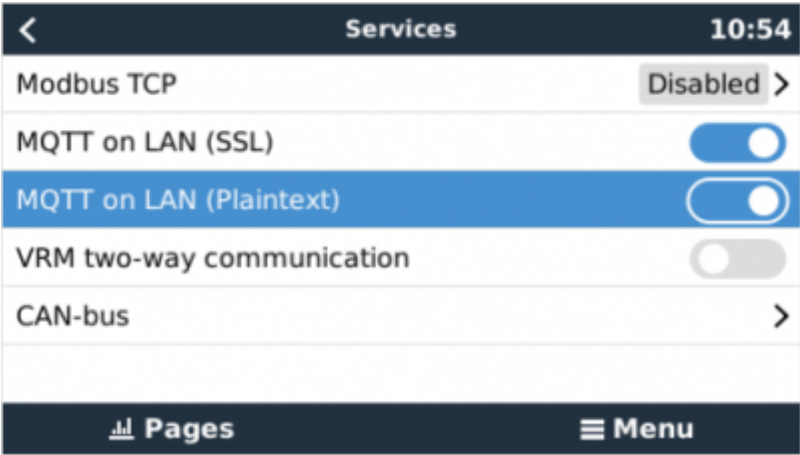 Services 10:54
Modbus TCP Disabled
MQTT on LAN (SSL)
MQTT on LAN (Plaintext)
VRM two-way communication
CAN-bus
Pages Menu